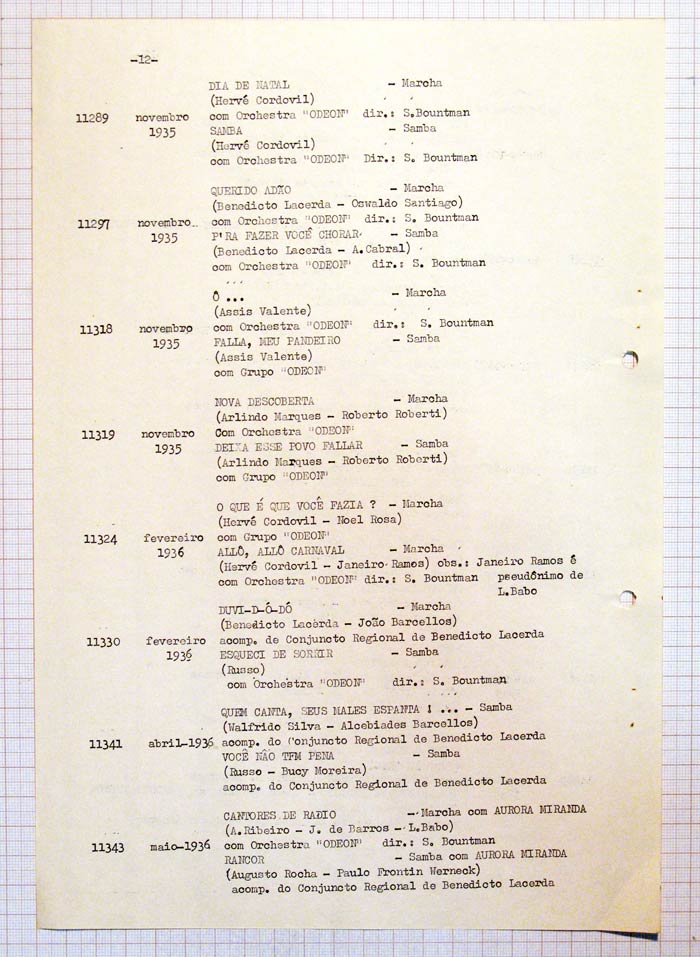 -12-
DIA DE NATAL - Marcha
(Hervé Cordovil)
11289 novembro com Orchestra "ODEON" dir.: S.Bountman
1935 SAMBA - Samba
(Hervé Cordovil)
com Orchestra "ODEON" Dir.: S. Bountman
QUERIDO ADÃO - Marcha
(Benedicto Lacerda - Oswaldo Santiago)
11297 novembro com Orchestra "ODEON" dir.: S. Bountman
1935 P'RA FAZER VOCÊ CHORAR - Samba
(Benedicto Lacerda - A.Cabral)
com Orchestra "ODEON" dir.: S. Bountman
Ô ... - Marcha
(Assis Valente)
11318 novembro com Orchestra "ODEON" dir.: S. Bountman
1935 FALLA, MEU PANDEIRO - Samba
(Assis Valente)
com Grupo "ODEON"
NOVA DESCOBERTA - Marcha
(Arlindo Marques - Roberto Roberti)
11319 novembro Com Orchestra "ODEON"
1935 DEIXA ESSE POVO FALLAR - Samba
(Arlindo Marques - Roberto Roberti)
com Grupo "ODEON"
O QUE É QUE VOCÊ FAZIA ? - Marcha
(Hervé Cordovil - Noel Rosa)
11324 fevereiro com Grupo "ODEON"
1936 ALLÔ, ALLÔ CARNAVAL - Marcha
(Hervé Cordovil - Janeiro Ramos) obs.: Janeiro Ramos é
com Orchestra "ODEON" dir.: S. Bountman pseudônimo de
L.Babo
DUVI-D-Ó-DÓ - Marcha
(Benedicto Lacerda - João Barcellos)
11330 fevereiro acomp. de Conjuncto Regional de Benedicto Lacerda
1936 ESQUECI DE SORRIR - Samba
(Russo)
com Orchestra "ODEON" dir.: S. Bountman
QUEM CANTA, SEUS MALES ESPANTA ! ... - Samba
(Walfrido Silva - Alcebiades Barcellos)
11341 abril-1936 acomp. do Conjuncto Regional de Benedicto Lacerda
VOCÊ NÃO TEM PENA - Samba
(Russo - Bucy Moreira)
acomp. do Conjuncto Regional de Benedicto Lacerda
CANTORES DE RADIO - Marcha com AURORA MIRANDA
(A.Ribeiro - J. de Barros - L.Babo)
11343 maio-1936 com Orchestra "ODEON" dir.: S. Bountman
RANCOR - Samba com AURORA MIRANDA
(Augusto Rocha - Paulo Frontin Werneck)
acomp. do Conjuncto Regional de Benedicto Lacerda